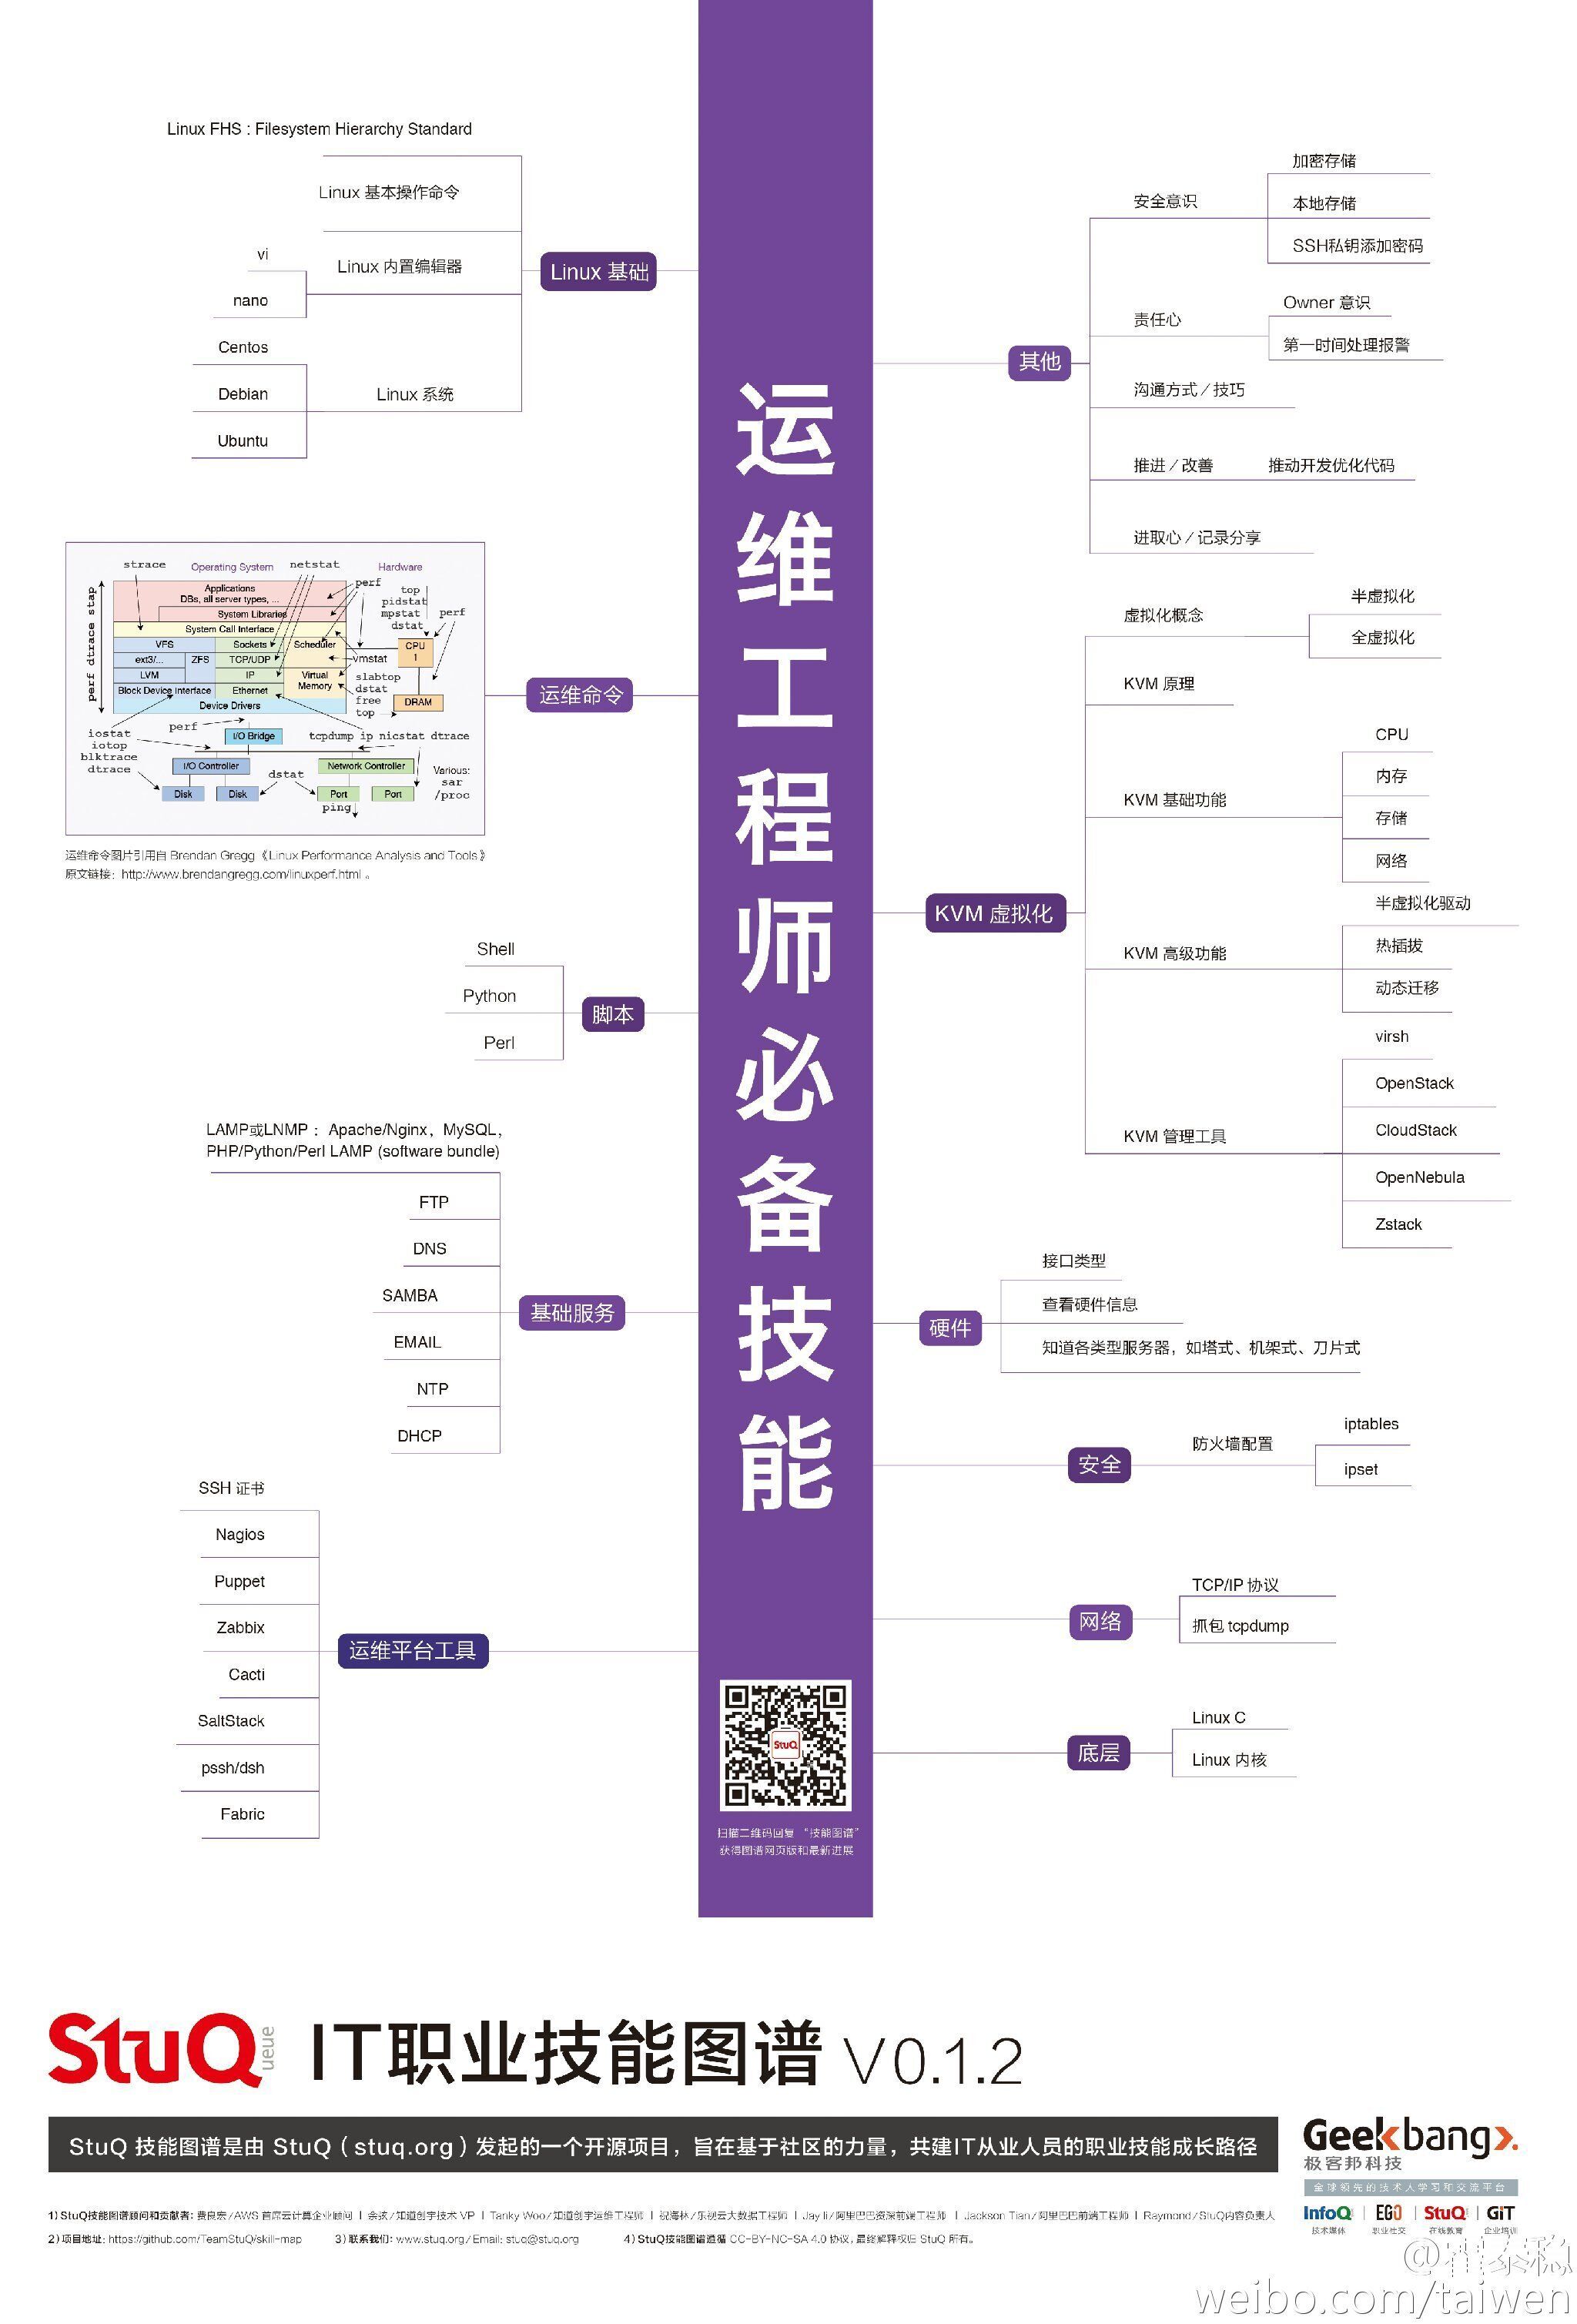 Linux FHS : Filesystem Hierarchy Standard
Linux 基本操作命令
vi
Linux 内置编辑器
nano
Centos
Debian
Linux 系统
Ubuntu
Linux 基础
strace
Operating System
netstat
Hardware
perf dtrace stap
Applications
DBs, all server types, ...
System Libraries
System Call Interface
VFS
Sockets
Scheduler
ext3/...
ZFS
TCP/UDP
LVM
IP
Virtual
Memory
Block Device Interface
Ethernet
Device Drivers
perf
top
pidstat
mpstat
dstat
perf
CPU
1
vmstat
slabtop
dstat
free
top
DRAM
iostat
iotop
blktrace
dtrace
perf
I/O Bridge
tcpdump ip nicstat dtrace
I/O Controller
Network Controller
Disk
Disk
dstat
Port
Port
ping
Various:
sar
/proc
运维命令
运维命令图片引用自 Brendan Gregg《Linux Performance Analysis and Tools》
原文链接：http://www.brendangregg.com/linuxperf.html 。
Shell
Python
Perl
脚本
LAMP或LNMP ：Apache/Nginx，MySQL，
PHP/Python/Perl LAMP (software bundle)
FTP
DNS
SAMBA
EMAIL
NTP
DHCP
基础服务
SSH 证书
Nagios
Puppet
Zabbix
Cacti
SaltStack
pssh/dsh
Fabric
运维平台工具
运维工程师必备技能
StuQ
扫描二维码回复 “技能图谱”
获得图谱网页版和最新进展
其他
安全意识
加密存储
本地存储
SSH私钥添加密码
责任心
Owner 意识
第一时间处理报警
沟通方式／技巧
推进／改善
推动开发优化代码
进取心／记录分享
KVM 虚拟化
虚拟化概念
半虚拟化
全虚拟化
KVM 原理
KVM 基础功能
CPU
内存
存储
网络
KVM 高级功能
半虚拟化驱动
热插拔
动态迁移
KVM 管理工具
virsh
OpenStack
CloudStack
OpenNebula
Zstack
硬件
接口类型
查看硬件信息
知道各类型服务器，如塔式、机架式、刀片式
安全
防火墙配置
iptables
ipset
网络
TCP/IP 协议
抓包 tcpdump
底层
Linux C
Linux 内核
StuQ ueue IT职业技能图谱 V0.1.2
StuQ 技能图谱是由 StuQ（stuq.org）发起的一个开源项目，旨在基于社区的力量，共建IT从业人员的职业技能成长路径
Geekbang>.
极客邦科技
全球领先的技术人学习和交流平台
InfoQ | EGO | StuQ | GiT
技术媒体 职业社交 在线教育 企业培训
1）StuQ技能图谱顾问和贡献者：费良宏/AWS 首席云计算企业顾问 | 余弦/知道创宇技术 VP | Tanky Woo/知道创宇运维工程师 | 祝海林/乐视云大数据工程师 | Jay li/阿里巴巴资深前端工程师 | Jackson Tian/阿里巴巴前端工程师 | Raymond/StuQ内容负责人
2）项目地址：https://github.com/TeamStuQ/skill-map 3）联系我们：www.stuq.org/Email: stuq@stuq.org 4）StuQ技能图谱遵循 CC-BY-NC-SA 4.0 协议，最终解释权归 StuQ 所有。
@崔泰稳
weibo.com/taiwen